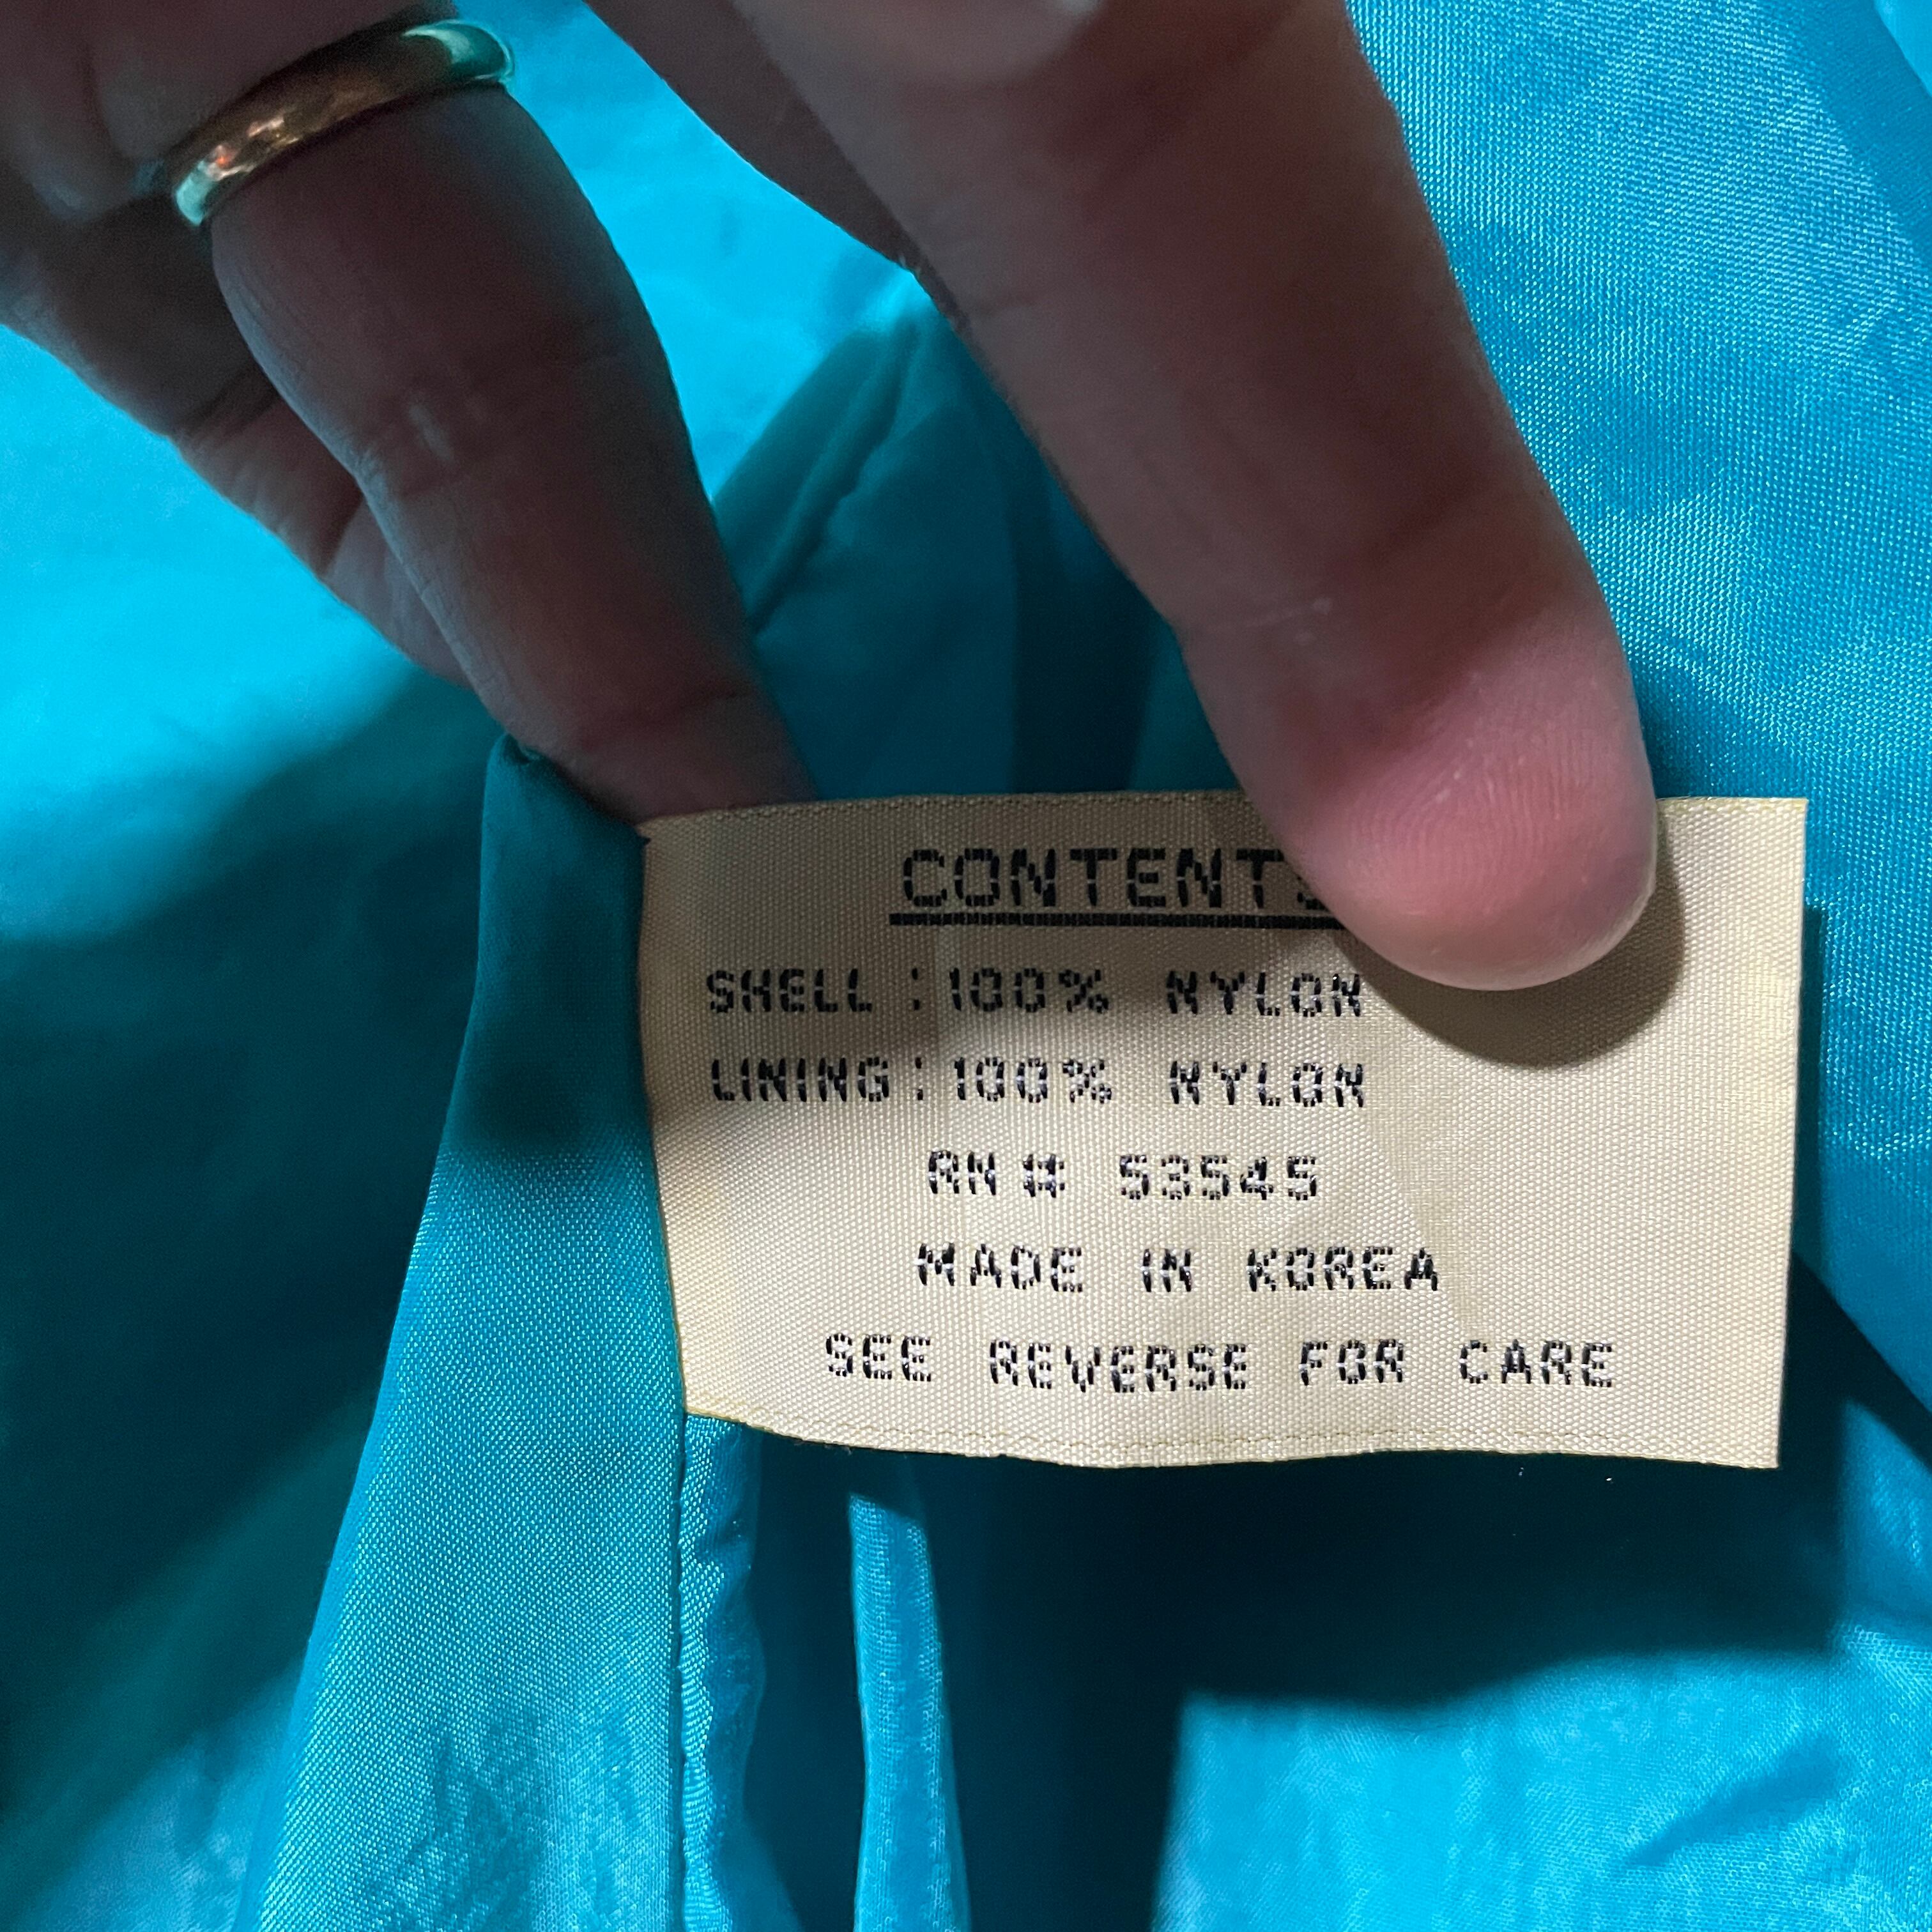 CONTENTS
SHELL : 100% NYLON
LINING : 100% NYLON
RN # 53545
MADE IN KOREA
SEE REVERSE FOR CARE